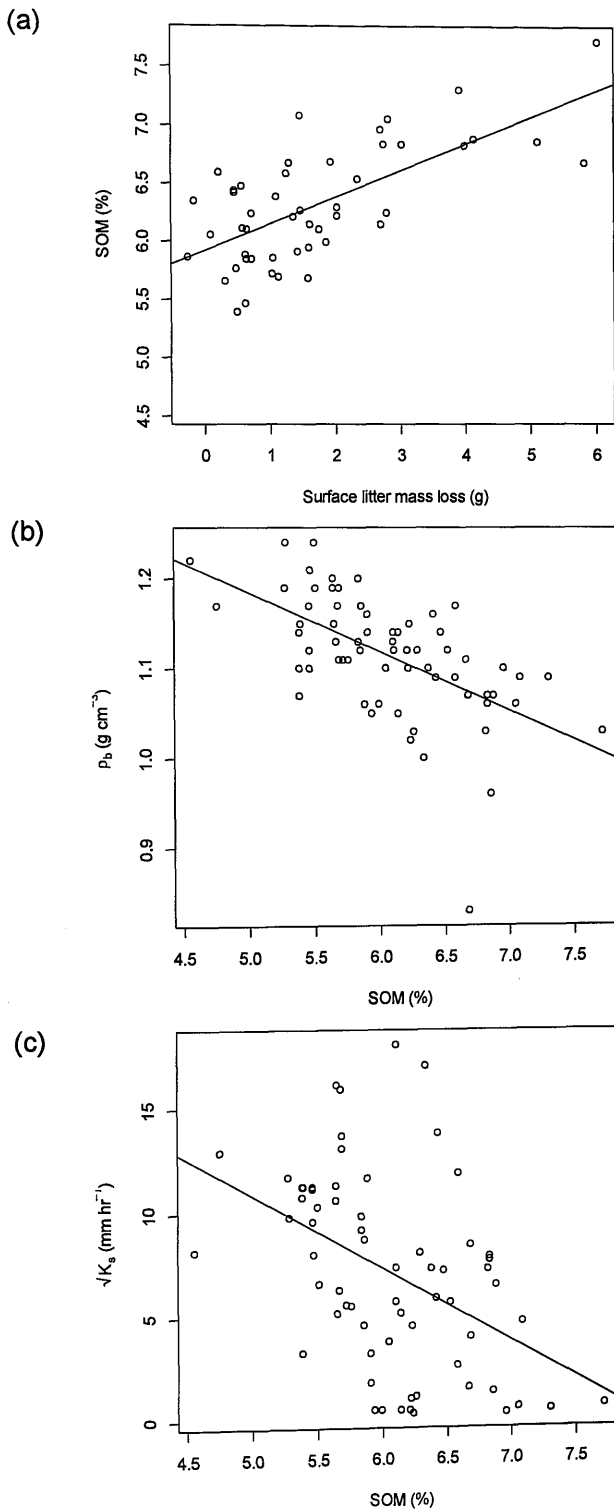 (a)
7.5
7.0
6.5
6.0
5.5
5.0
4.5
SOM (%)
0 1 2 3 4 5 6
Surface litter mass loss (g)
(b)
1.2
1.1
1.0
0.9
ρb (g cm⁻³)
4.5 5.0 5.5 6.0 6.5 7.0 7.5
SOM (%)
(c)
15
10
5
0
√Ks (mm hr⁻¹)
4.5 5.0 5.5 6.0 6.5 7.0 7.5
SOM (%)